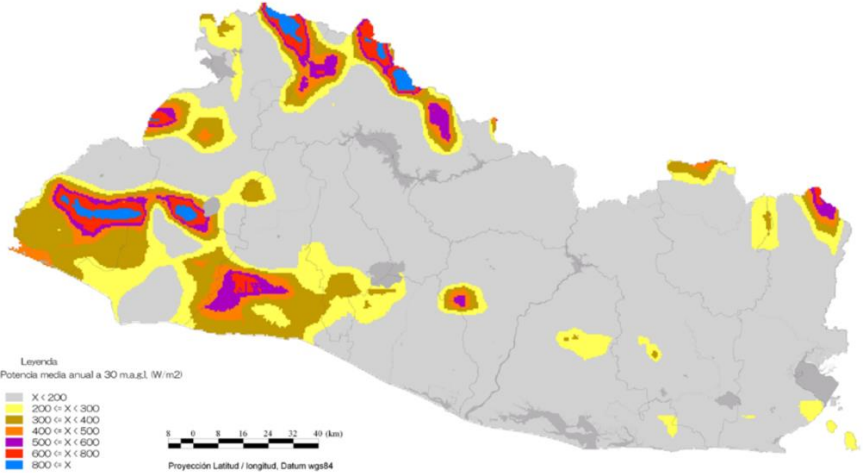 Leyenda
Potencia media anual a 30 m.a.g.l. (W/m2)
X < 200
200 <= X < 300
300 <= X < 400
400 <= X < 500
500 <= X < 600
600 <= X < 800
800 <= X
8 0 8 16 24 32 40 (km)
Proyección Latitud / longitud, Datum wgs84